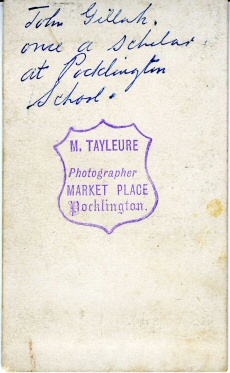 John Gillah.
once a scholar
at Pocklington
School.
M. TAYLEURE
Photographer
MARKET PLACE
Pocklington.